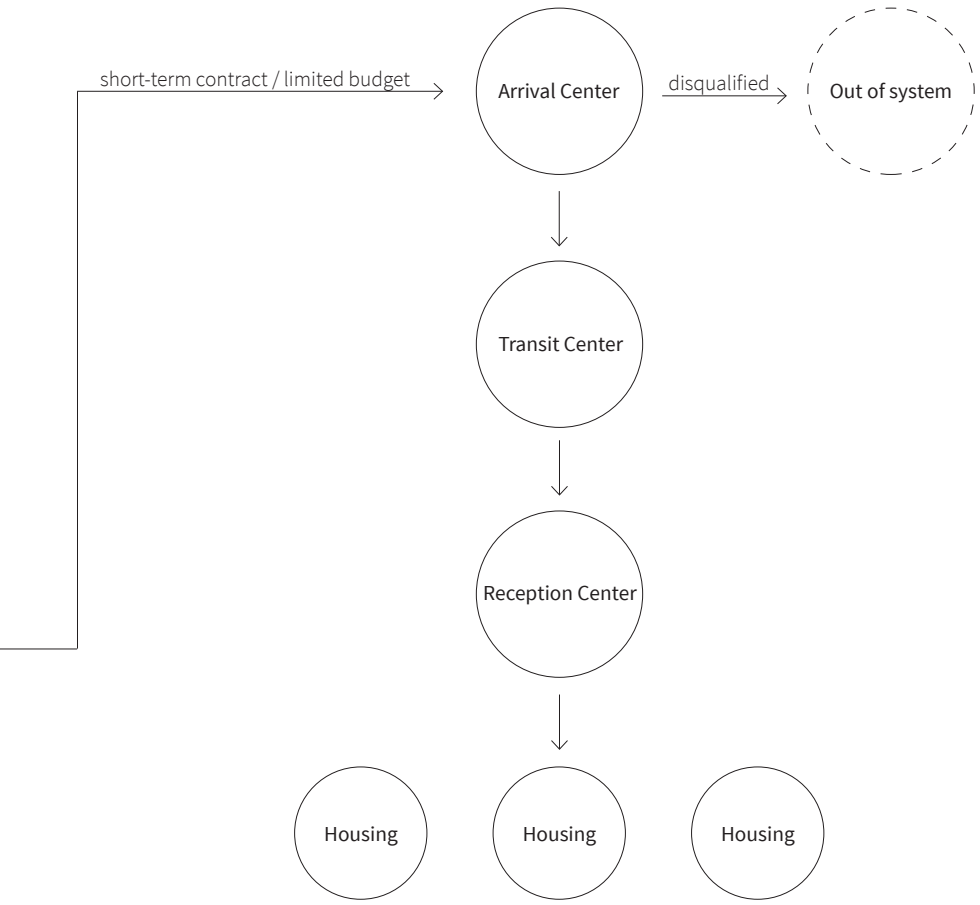 short-term contract / limited budget
Arrival Center
disqualified
Out of system
Transit Center
Reception Center
Housing
Housing
Housing